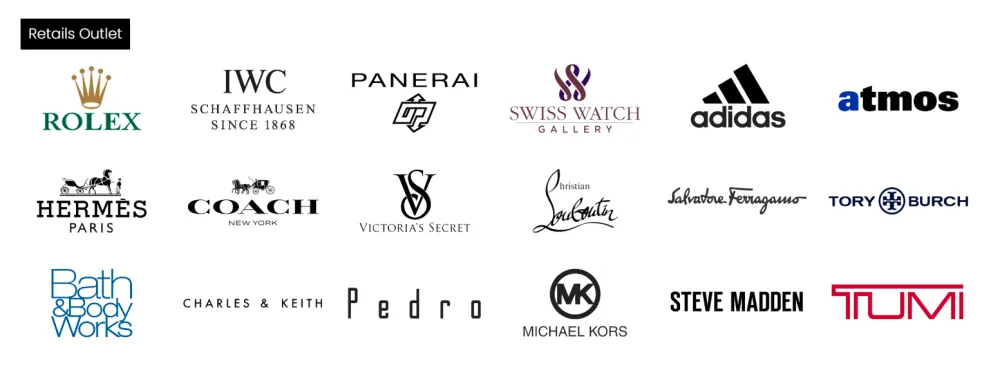 Retails Outlet
ROLEX
IWC
SCHAFFHAUSEN
SINCE 1868
PANERAI
SWISS WATCH
GALLERY
adidas
atmos
HERMÈS
PARIS
COACH
NEW YORK
VS
VICTORIA'S SECRET
Christian
Louboutin
Salvatore Ferragamo
TORY BURCH
Bath
&Body
Works
CHARLES & KEITH
Pedro
MK
MICHAEL KORS
STEVE MADDEN
TUMI